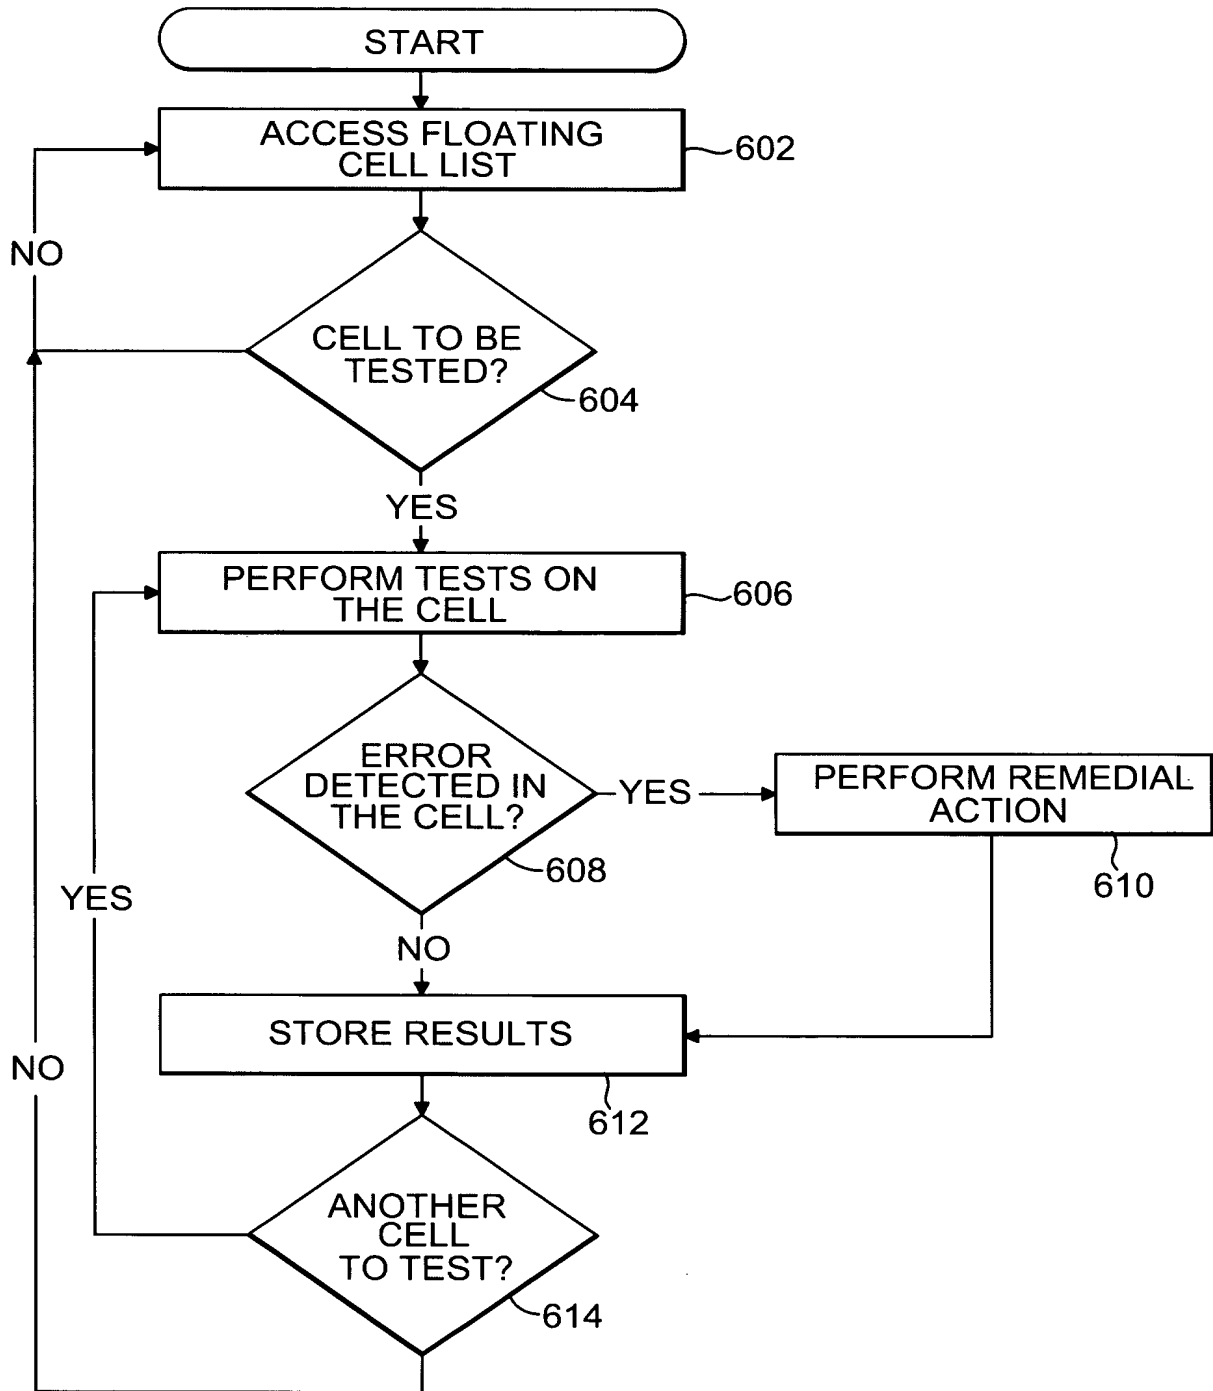 START
ACCESS FLOATING
CELL LIST
602
NO
CELL TO BE
TESTED?
604
YES
PERFORM TESTS ON
THE CELL
606
ERROR
DETECTED IN
THE CELL?
608
YES
PERFORM REMEDIAL
ACTION
610
YES
NO
STORE RESULTS
612
NO
ANOTHER
CELL
TO TEST?
614